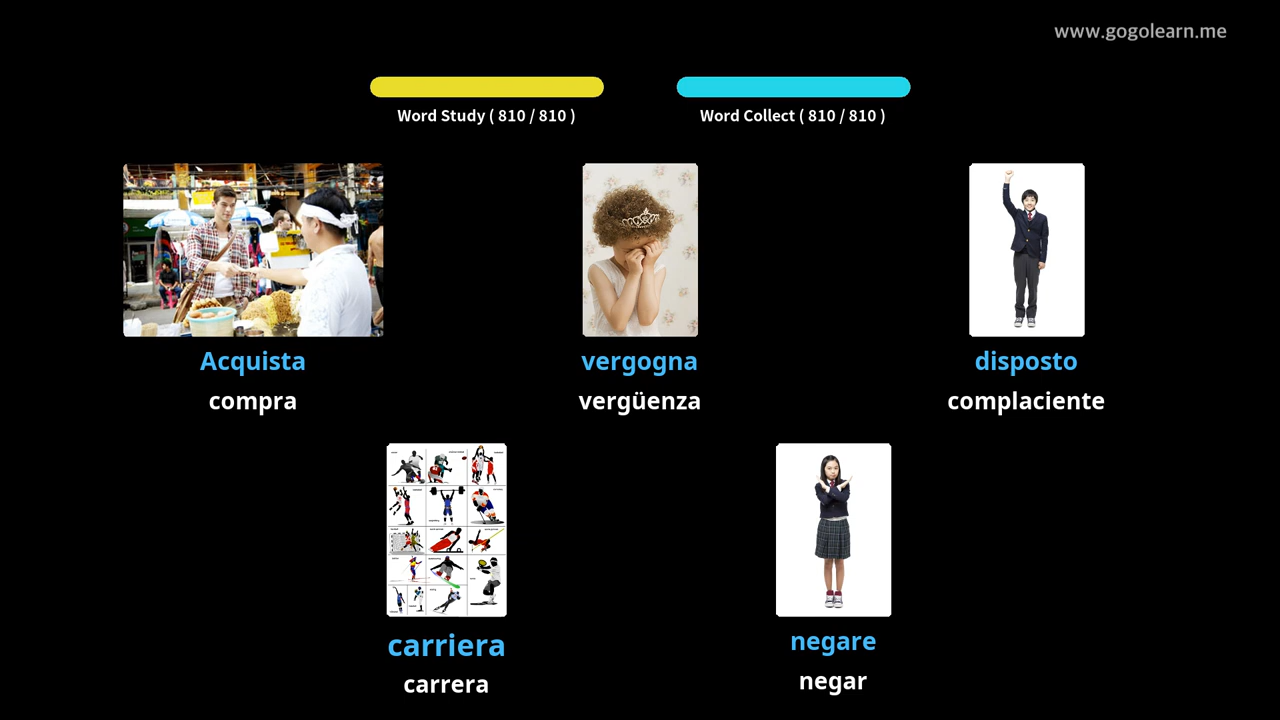 www.gogolearn.me
Word Study ( 810 / 810 )
Word Collect ( 810 / 810 )
Acquista
compra
vergogna
vergüenza
disposto
complaciente
carriera
carrera
negare
negar